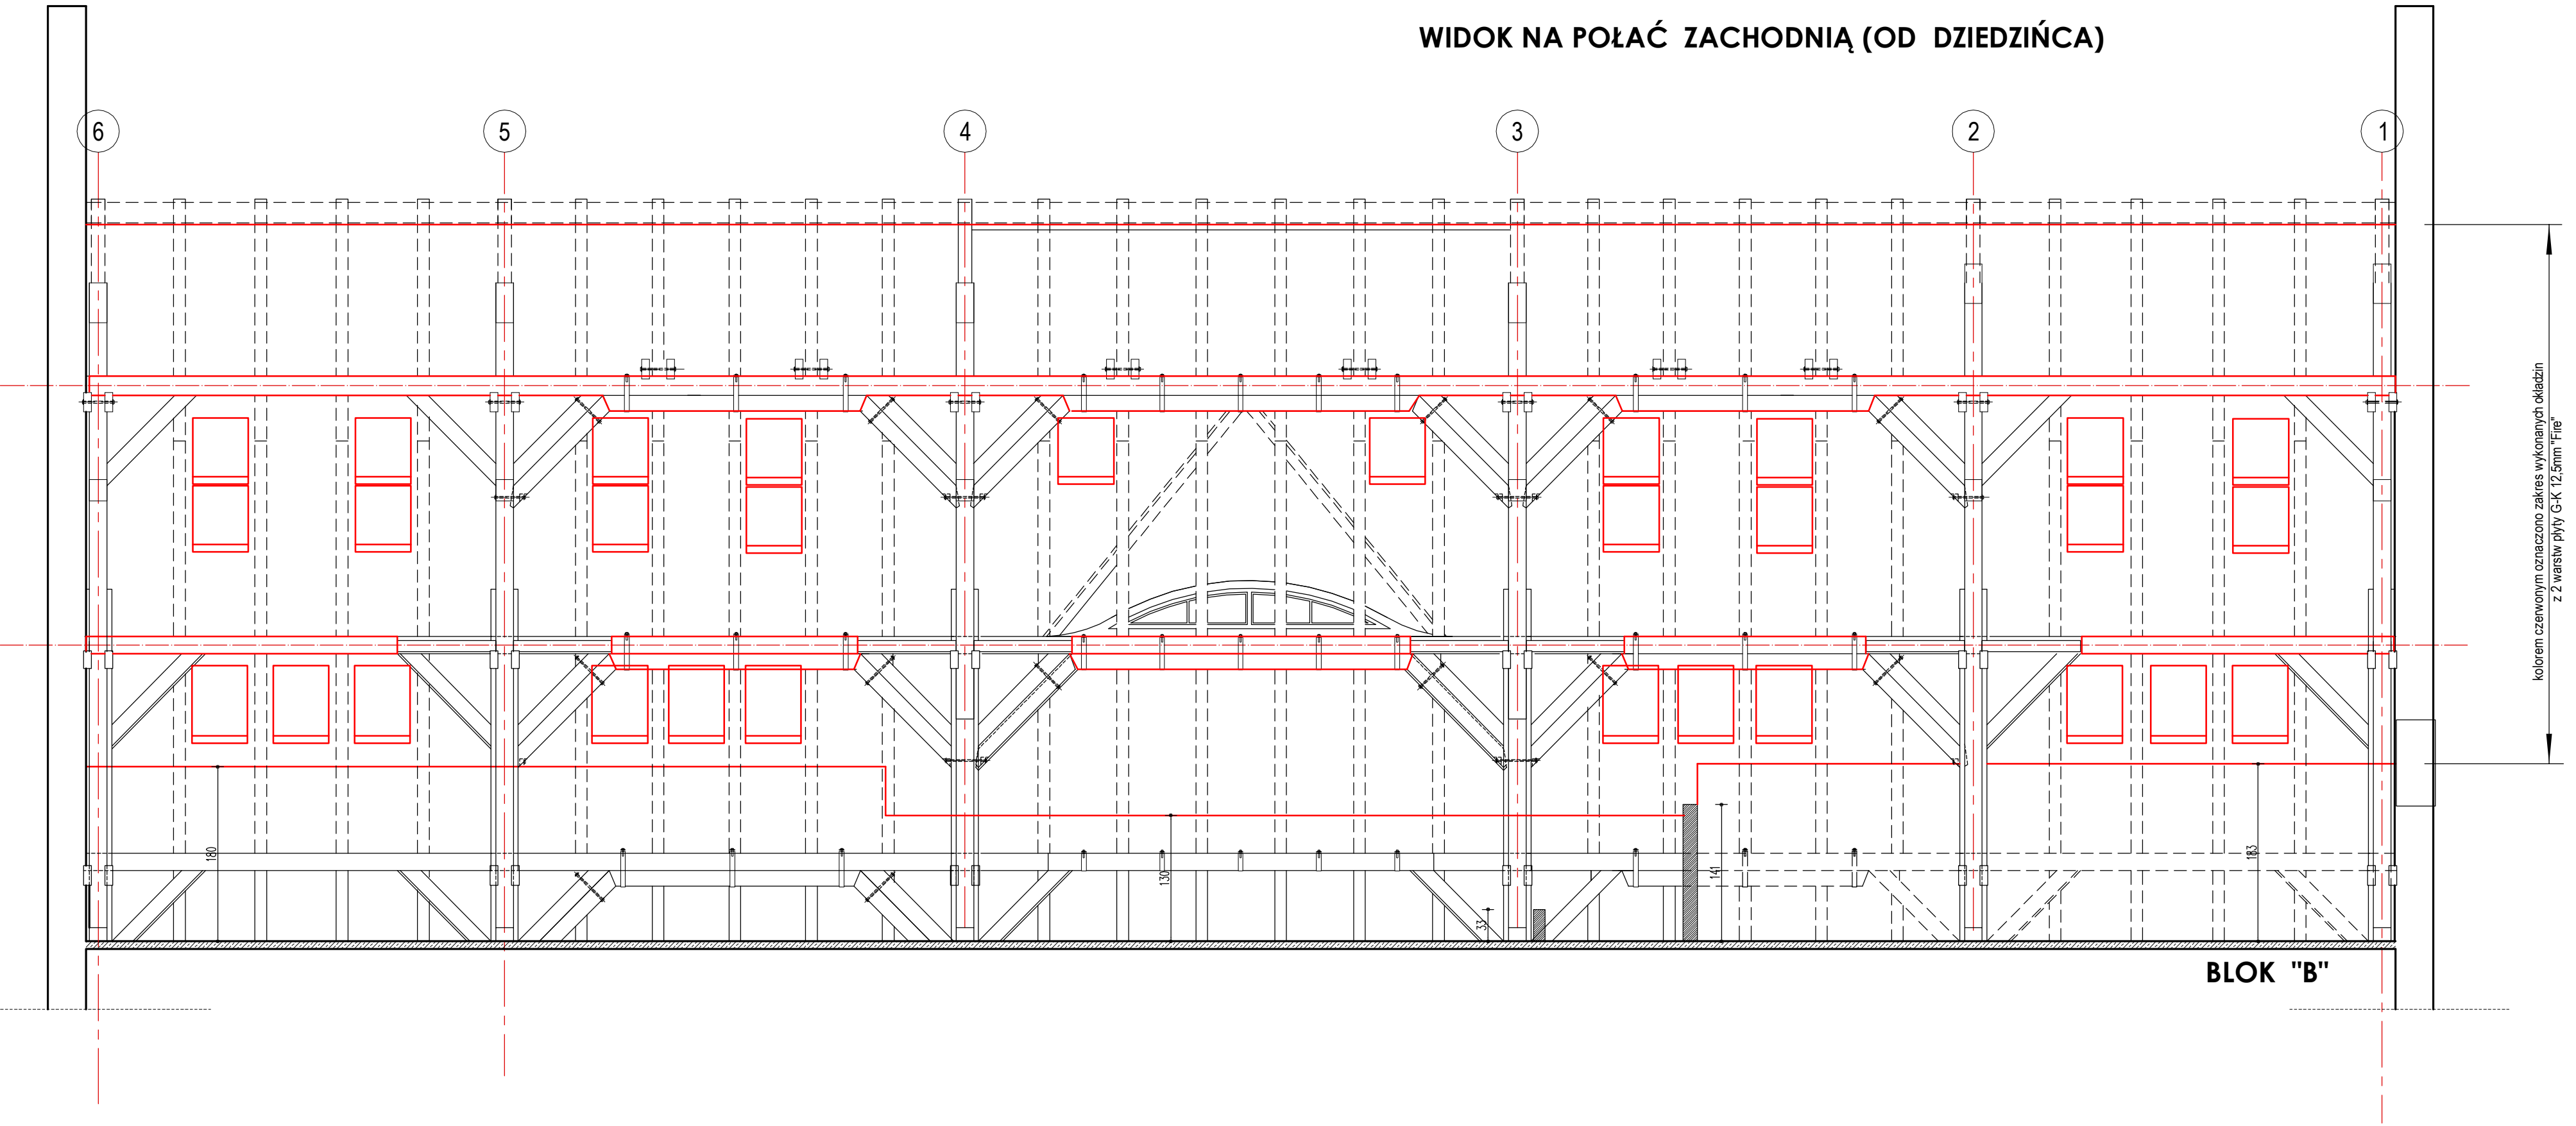 WIDOK NA POŁAĆ ZACHODNIĄ (OD DZIEDZIŃCA)
6
5
4
3
2
1
kolorem czerwonym oznaczono zakres wykonanych okładzin
z 2 warstw płyty G-K 12,5mm "Fire"
180
130
33
141
183
BLOK "B"